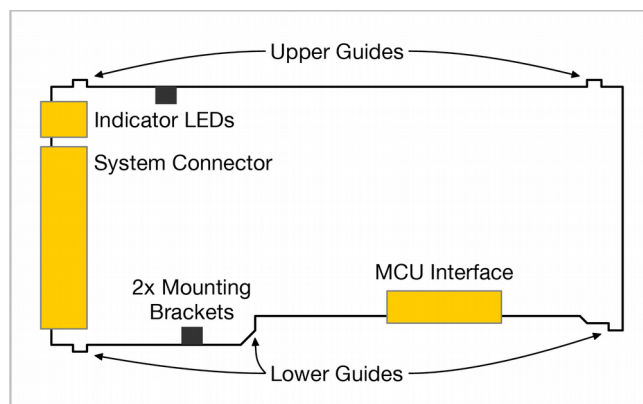 Upper Guides
Indicator LEDs
System Connector
MCU Interface
2x Mounting
Brackets
Lower Guides